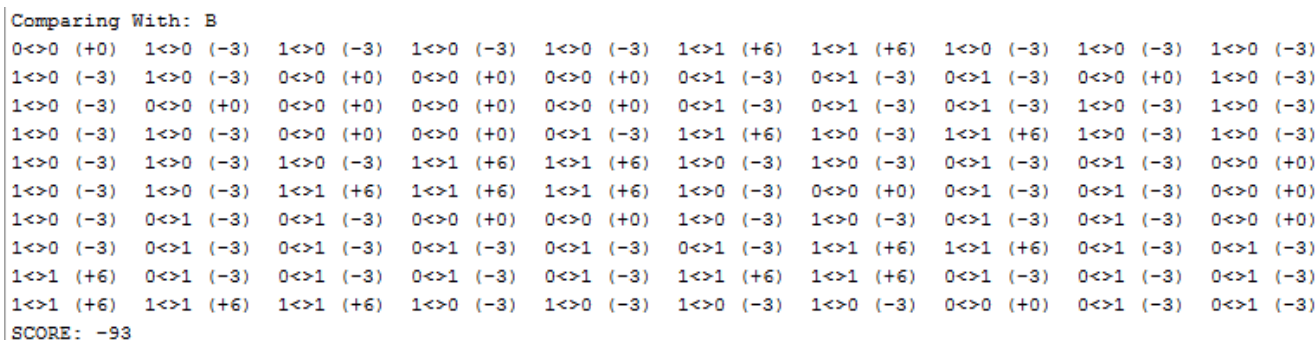 Comparing With: B
0<>0 (+0) 1<>0 (-3) 1<>0 (-3) 1<>0 (-3) 1<>0 (-3) 1<>1 (+6) 1<>1 (+6) 1<>0 (-3) 1<>0 (-3) 1<>0 (-3)
1<>0 (-3) 1<>0 (-3) 0<>0 (+0) 0<>0 (+0) 0<>0 (+0) 0<>1 (-3) 0<>1 (-3) 0<>1 (-3) 0<>0 (+0) 1<>0 (-3)
1<>0 (-3) 0<>0 (+0) 0<>0 (+0) 0<>0 (+0) 0<>1 (-3) 0<>1 (-3) 0<>1 (-3) 1<>0 (-3) 1<>0 (-3)
1<>0 (-3) 1<>0 (-3) 0<>0 (+0) 0<>0 (+0) 0<>1 (-3) 1<>1 (+6) 1<>0 (-3) 1<>1 (+6) 1<>0 (-3) 1<>0 (-3)
1<>0 (-3) 1<>0 (-3) 1<>0 (-3) 1<>1 (+6) 1<>1 (+6) 1<>0 (-3) 1<>0 (-3) 0<>1 (-3) 0<>1 (-3) 0<>0 (+0)
1<>0 (-3) 1<>0 (-3) 1<>1 (+6) 1<>1 (+6) 1<>1 (+6) 1<>0 (-3) 0<>0 (+0) 0<>1 (-3) 0<>1 (-3) 0<>0 (+0)
1<>0 (-3) 0<>1 (-3) 0<>1 (-3) 0<>0 (+0) 0<>0 (+0) 1<>0 (-3) 1<>0 (-3) 0<>1 (-3) 0<>1 (-3) 0<>0 (+0)
1<>0 (-3) 0<>1 (-3) 0<>1 (-3) 0<>1 (-3) 0<>1 (-3) 0<>1 (-3) 1<>1 (+6) 1<>1 (+6) 0<>1 (-3) 0<>1 (-3)
1<>1 (+6) 0<>1 (-3) 0<>1 (-3) 0<>1 (-3) 0<>1 (-3) 1<>1 (+6) 1<>1 (+6) 0<>1 (-3) 0<>1 (-3) 0<>1 (-3)
1<>1 (+6) 1<>1 (+6) 1<>1 (+6) 1<>0 (-3) 1<>0 (-3) 1<>0 (-3) 1<>0 (-3) 0<>0 (+0) 0<>1 (-3) 0<>1 (-3)
SCORE: -93